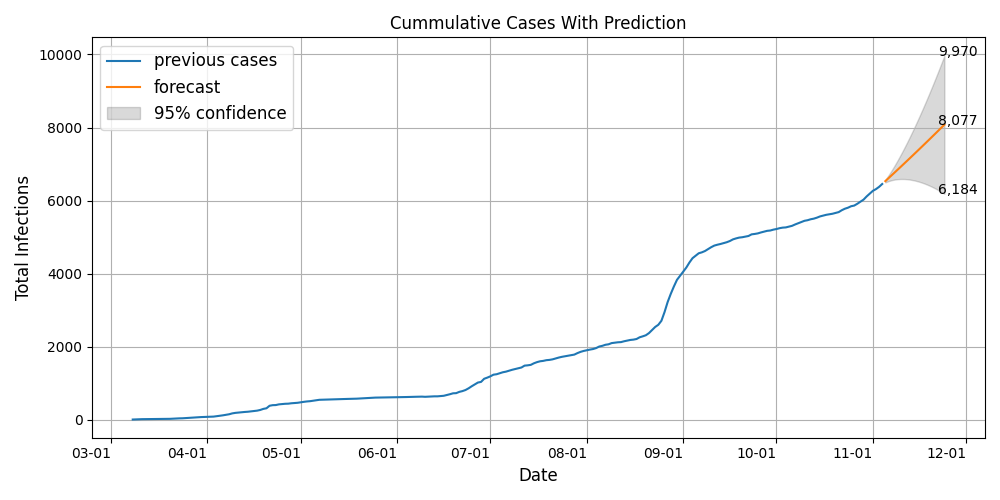 Cummulative Cases With Prediction
previous cases
forecast
95% confidence
9,970
8,077
6,184
10000
8000
6000
4000
2000
0
Total Infections
03-01 04-01 05-01 06-01 07-01 08-01 09-01 10-01 11-01 12-01
Date